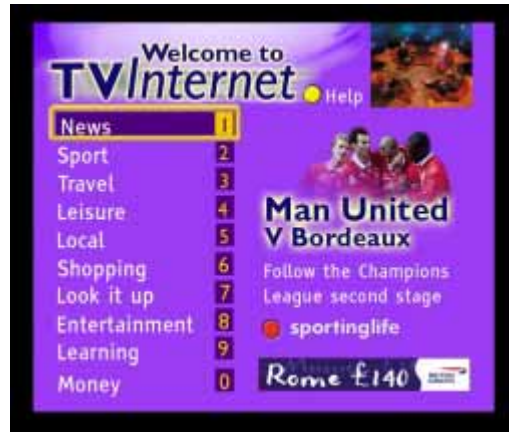 Welcome to
TVInternet
Help
News 1
Sport 2
Travel 3
Leisure 4
Local 5
Shopping 6
Look it up 7
Entertainment 8
Learning 9
Money 0
Man United
V Bordeaux
Follow the Champions
League second stage
sportinglife
Rome £140